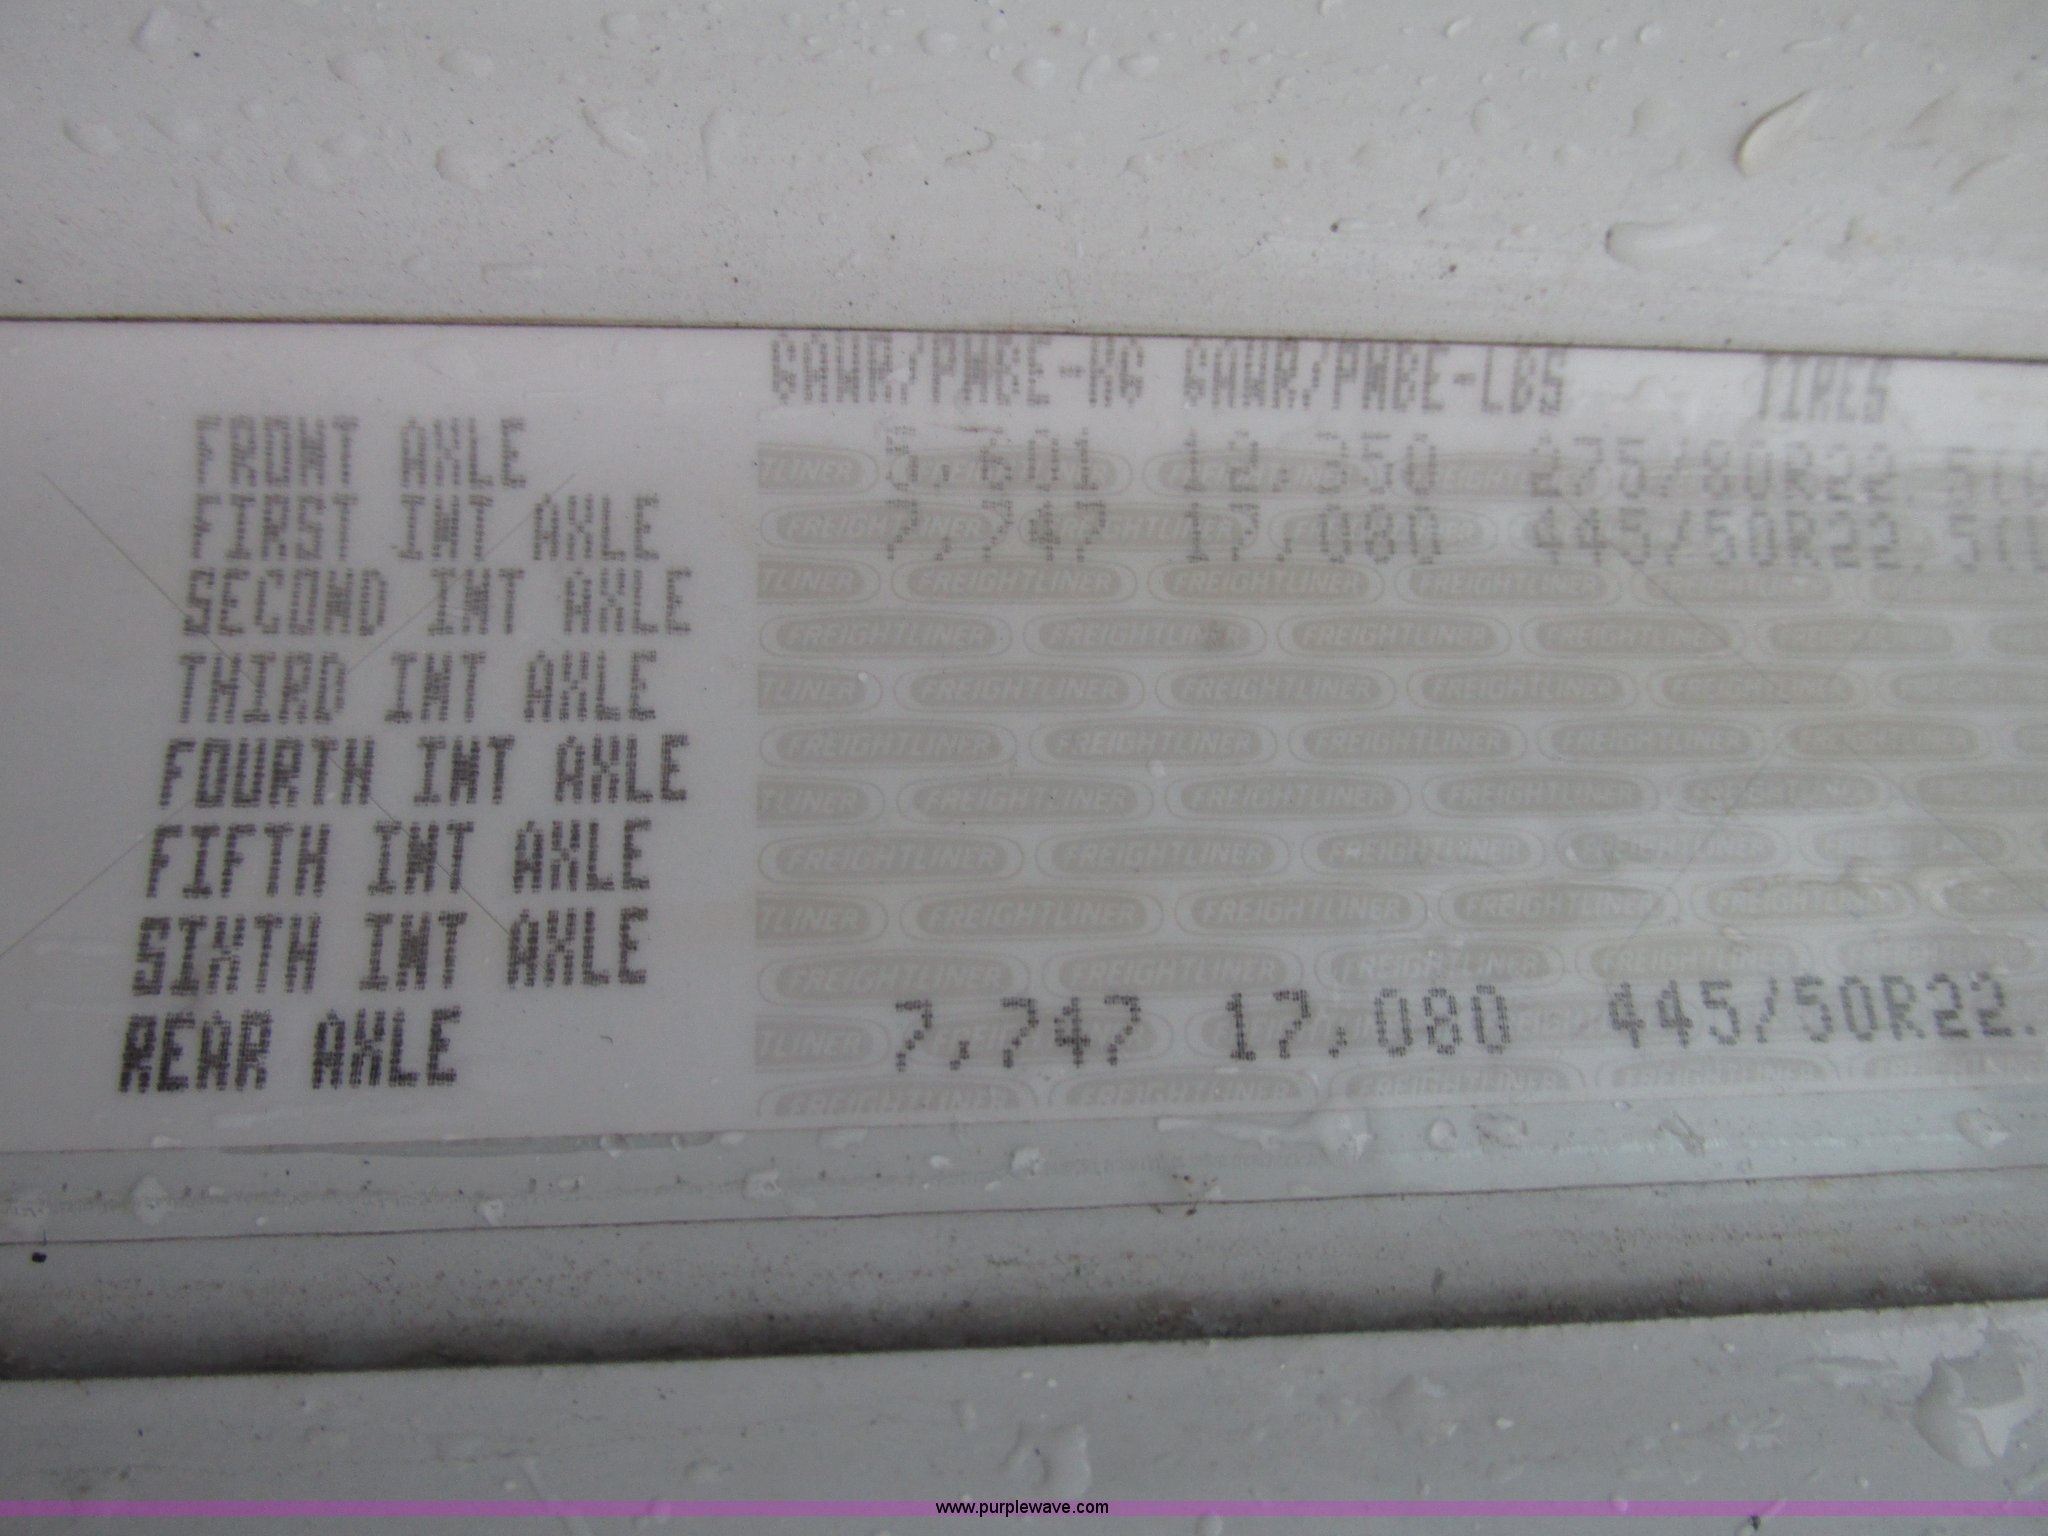 GAWR/PNBE-KG GAWR/PNBE-LBS TIRES
FRONT AXLE 5,601 12,350 275/80R22.5(G
FIRST INT AXLE 7,747 17,080 445/50R22.5(L
SECOND INT AXLE
THIRD INT AXLE
FOURTH INT AXLE
FIFTH INT AXLE
SIXTH INT AXLE
REAR AXLE 7,747 17,080 445/50R22.
FREIGHTLINER
www.purplewave.com